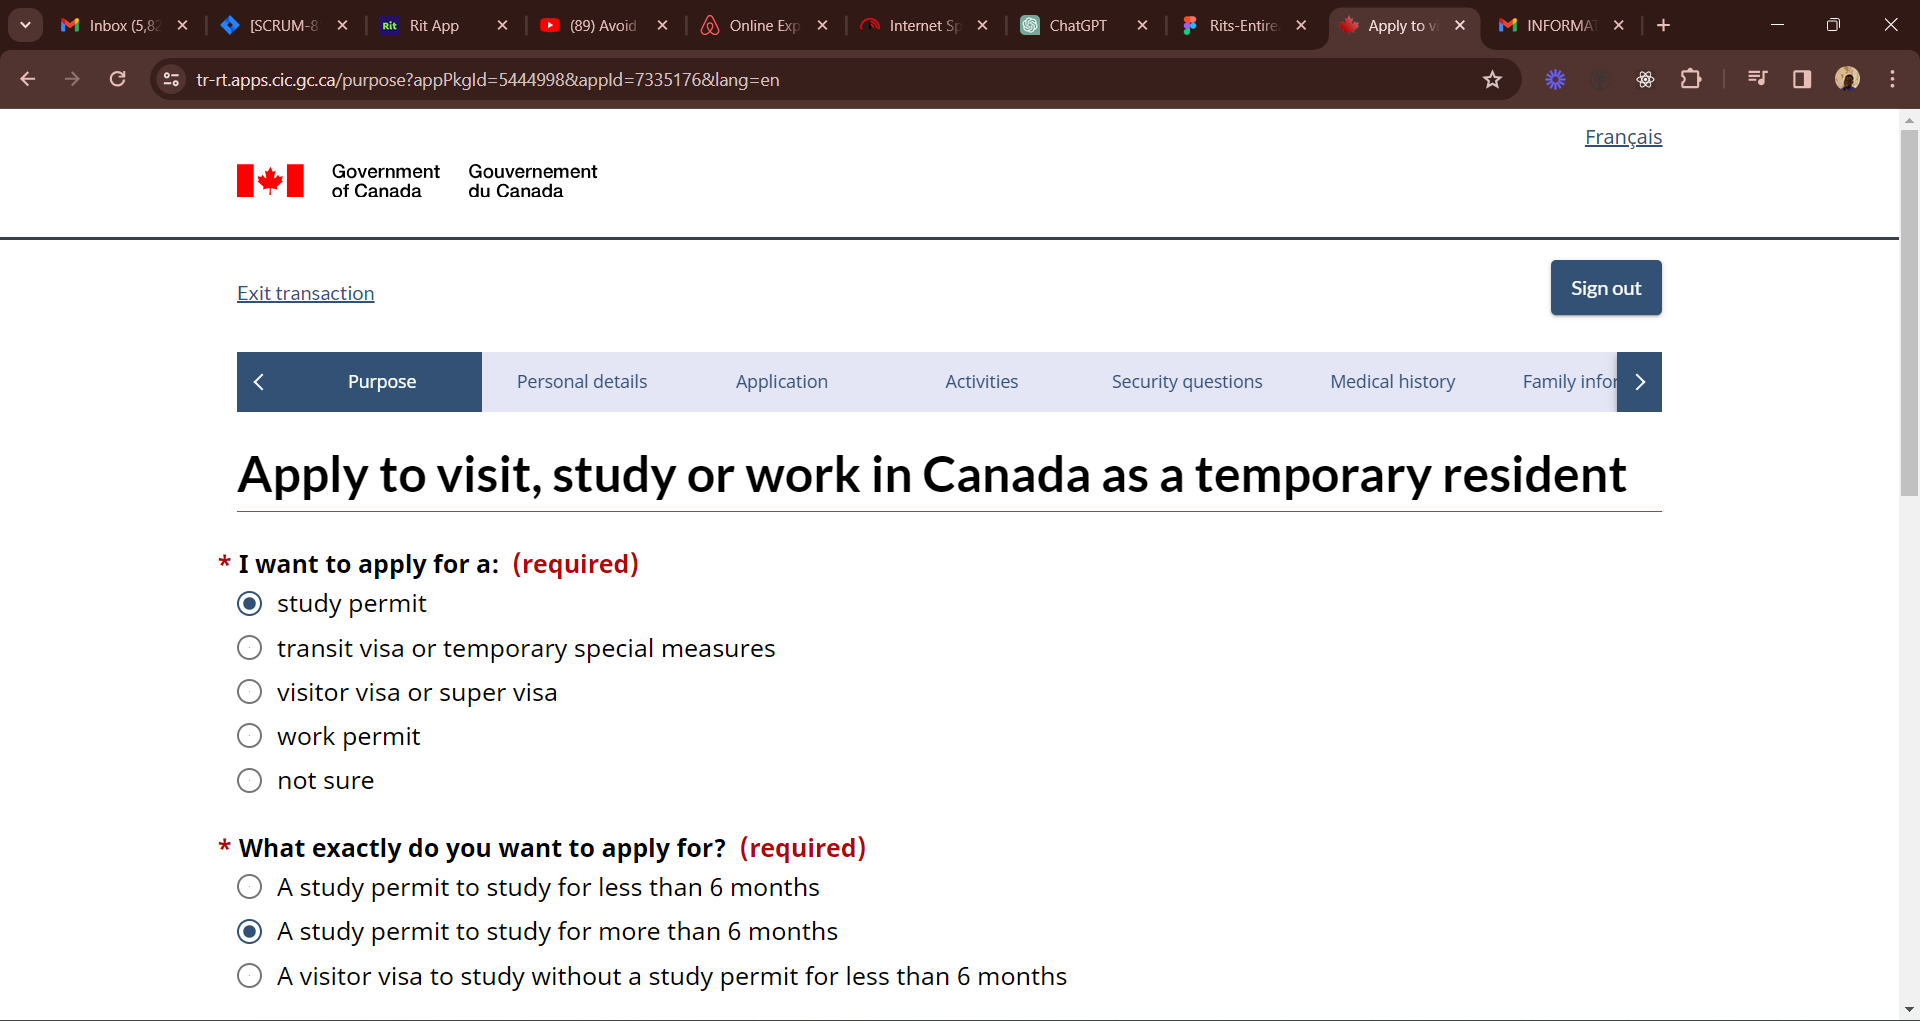 Inbox (5,82
[SCRUM-8
Rit Rit App
(89) Avoid
Online Exp
Internet Sp
ChatGPT
Rits-Entire
Apply to vi
INFORMAT
tr-rt.apps.cic.gc.ca/purpose?appPkgId=5444998&appId=7335176&lang=en
Français
Government of Canada
Gouvernement du Canada
Exit transaction
Sign out
Purpose
Personal details
Application
Activities
Security questions
Medical history
Family infor
Apply to visit, study or work in Canada as a temporary resident
* I want to apply for a: (required)
study permit
transit visa or temporary special measures
visitor visa or super visa
work permit
not sure
* What exactly do you want to apply for? (required)
A study permit to study for less than 6 months
A study permit to study for more than 6 months
A visitor visa to study without a study permit for less than 6 months